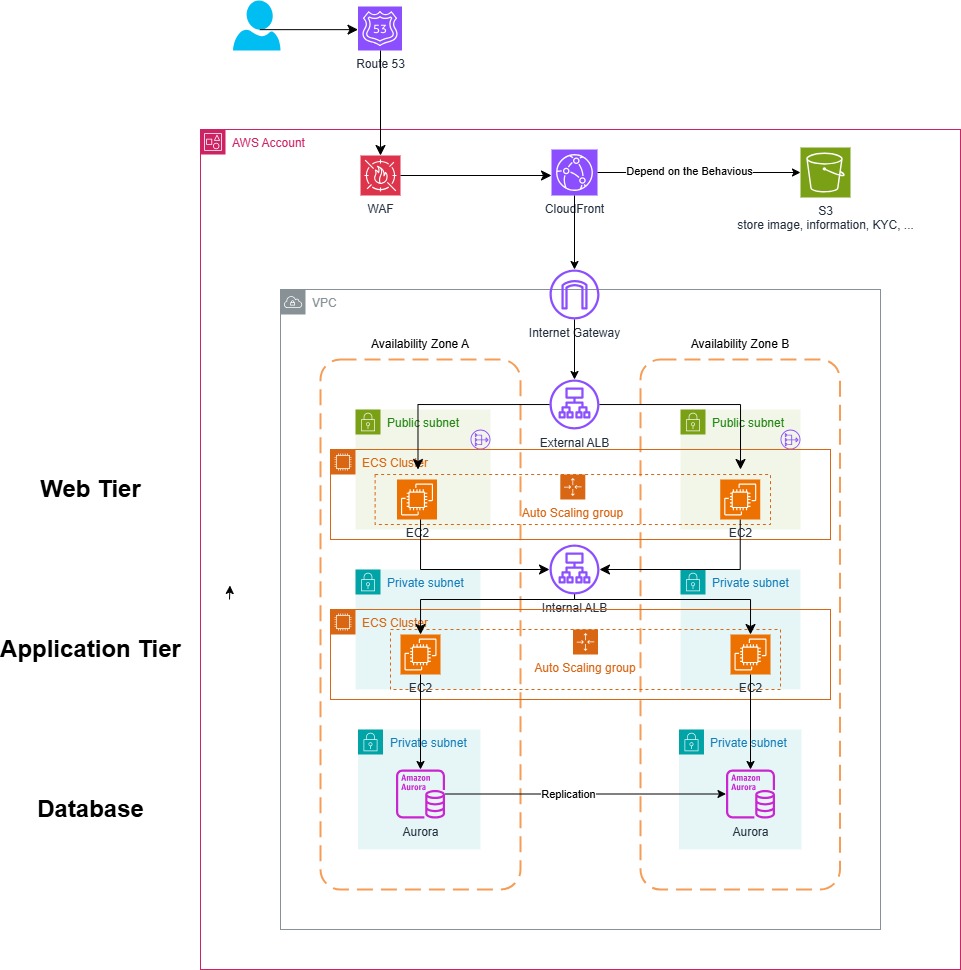 53
Route 53
AWS Account
WAF
CloudFront
Depend on the Behavious
S3
store image, information, KYC, ...
VPC
Internet Gateway
Availability Zone A
Availability Zone B
Public subnet
Public subnet
External ALB
ECS Cluster
Web Tier
Auto Scaling group
EC2
EC2
Private subnet
Private subnet
Internal ALB
ECS Cluster
Application Tier
Auto Scaling group
EC2
EC2
Private subnet
Private subnet
Amazon
Aurora
Amazon
Aurora
Replication
Database
Aurora
Aurora